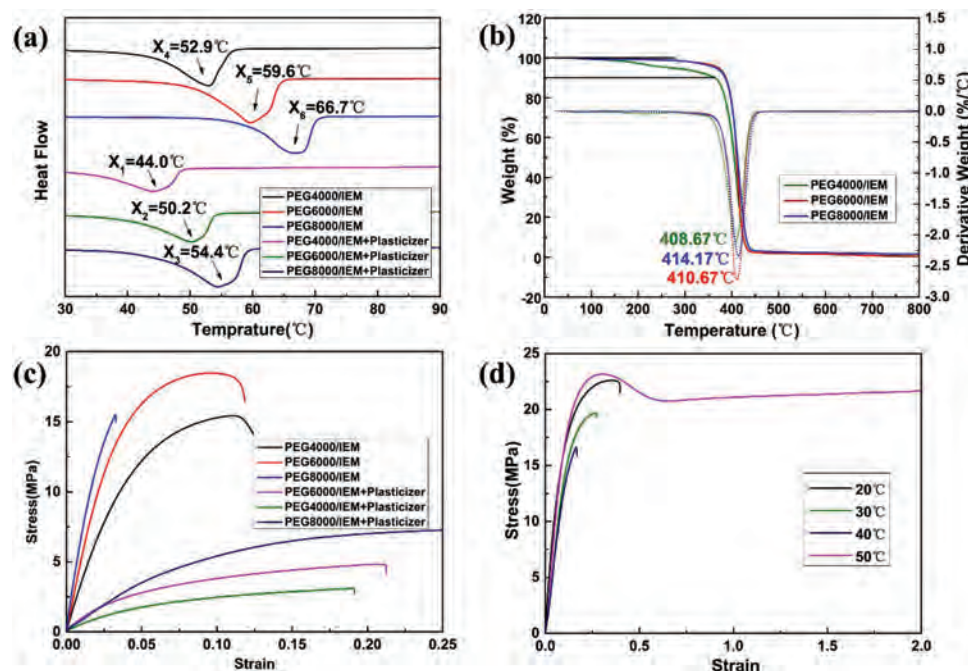 (a)
X4=52.9℃
X5=59.6℃
X6=66.7℃
X1=44.0℃
X2=50.2℃
X3=54.4℃
PEG4000/IEM
PEG6000/IEM
PEG8000/IEM
PEG4000/IEM+Plasticizer
PEG6000/IEM+Plasticizer
PEG8000/IEM+Plasticizer
Heat Flow
30 40 50 60 70 80 90
Temprature(℃)
(b)
120
100
80
60
40
20
0
-20
Weight (%)
1.5
1.0
0.5
0.0
-0.5
-1.0
-1.5
-2.0
-2.5
-3.0
Derivative Weight (%/℃)
PEG4000/IEM
PEG6000/IEM
PEG8000/IEM
408.67℃
414.17℃
410.67℃
0 100 200 300 400 500 600 700 800
Temperature (℃)
(c)
20
15
10
5
0
Stress(MPa)
PEG4000/IEM
PEG6000/IEM
PEG8000/IEM
PEG6000/IEM+Plasticizer
PEG4000/IEM+Plasticizer
PEG8000/IEM+Plasticizer
0.00 0.05 0.10 0.15 0.20 0.25
Strain
(d)
25
20
15
10
5
0
Stress(MPa)
20℃
30℃
40℃
50℃
0.0 0.5 1.0 1.5 2.0
Strain